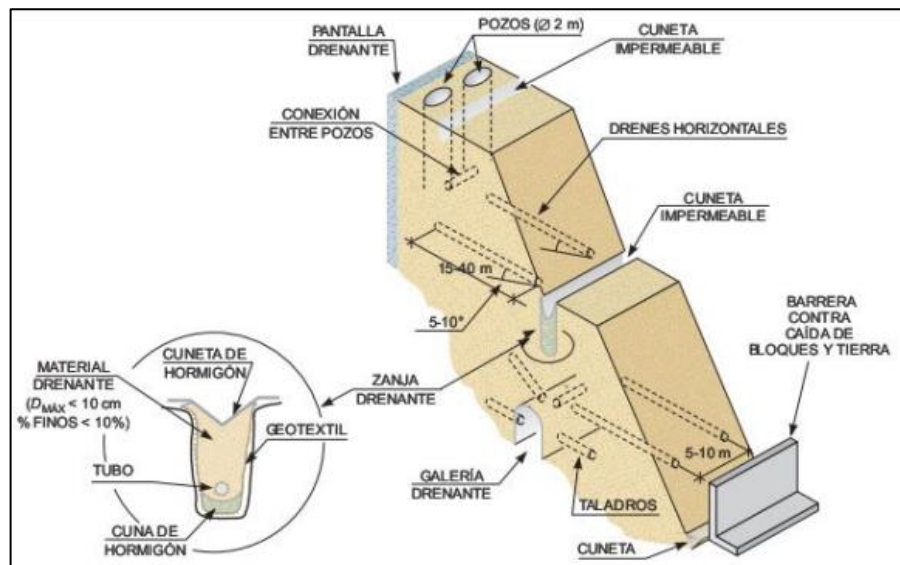 POZOS (Ø 2 m)
PANTALLA
DRENANTE
CUNETA
IMPERMEABLE
CONEXIÓN
ENTRE POZOS
DRENES HORIZONTALES
CUNETA
IMPERMEABLE
15-40 m
5-10°
BARRERA
CONTRA
CAÍDA DE
BLOQUES Y TIERRA
ZANJA
DRENANTE
CUNETA DE
HORMIGÓN
MATERIAL
DRENANTE
(DMÁX < 10 cm
% FINOS < 10%)
GEOTEXTIL
TUBO
CUNA DE
HORMIGÓN
GALERÍA
DRENANTE
TALADROS
5-10 m
CUNETA